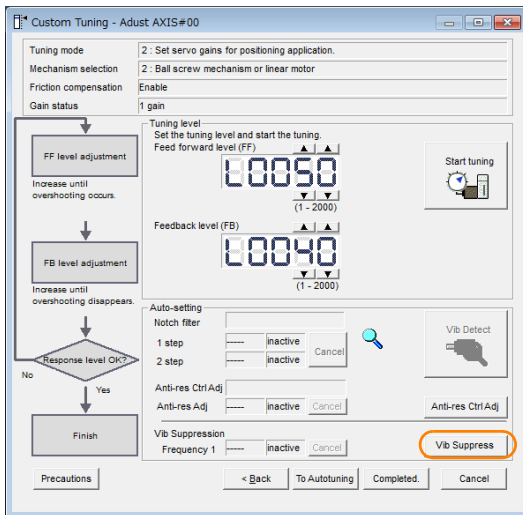 Custom Tuning - Adust AXIS#00
Tuning mode 2 : Set servo gains for positioning application.
Mechanism selection 2 : Ball screw mechanism or linear motor
Friction compensation Enable
Gain status 1 gain
FF level adjustment
Increase until
overshooting occurs.
FB level adjustment
Increase until
overshooting disappears.
Response level OK?
No
Yes
Finish
Tuning level
Set the tuning level and start the tuning.
Feed forward level (FF)
L0050
(1 - 2000)
Feedback level (FB)
L0040
(1 - 2000)
Start tuning
Auto-setting
Notch filter
1 step ----- inactive
2 step ----- inactive
Cancel
Vib Detect
Anti-res Ctrl Adj
Anti-res Adj ----- inactive Cancel
Anti-res Ctrl Adj
Vib Suppression
Frequency 1 ----- inactive Cancel
Vib Suppress
Precautions
< Back
To Autotuning
Completed.
Cancel